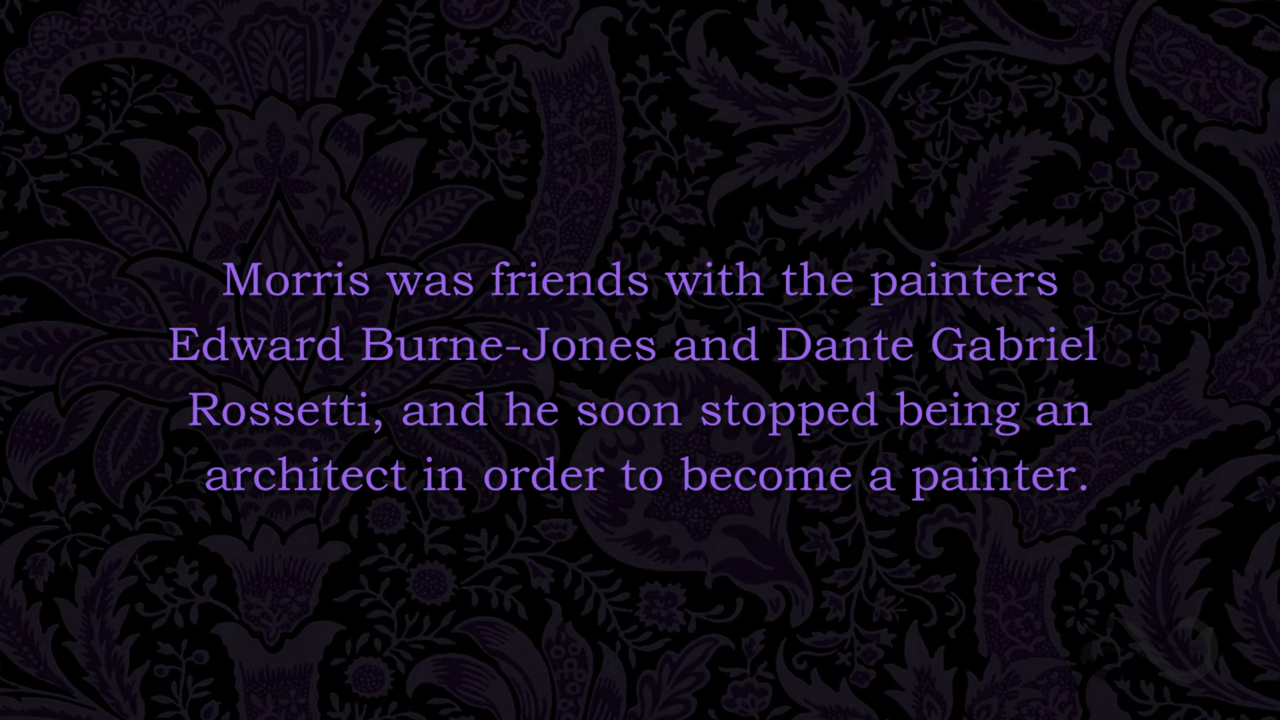 Morris was friends with the painters
Edward Burne-Jones and Dante Gabriel
Rossetti, and he soon stopped being an
architect in order to become a painter.